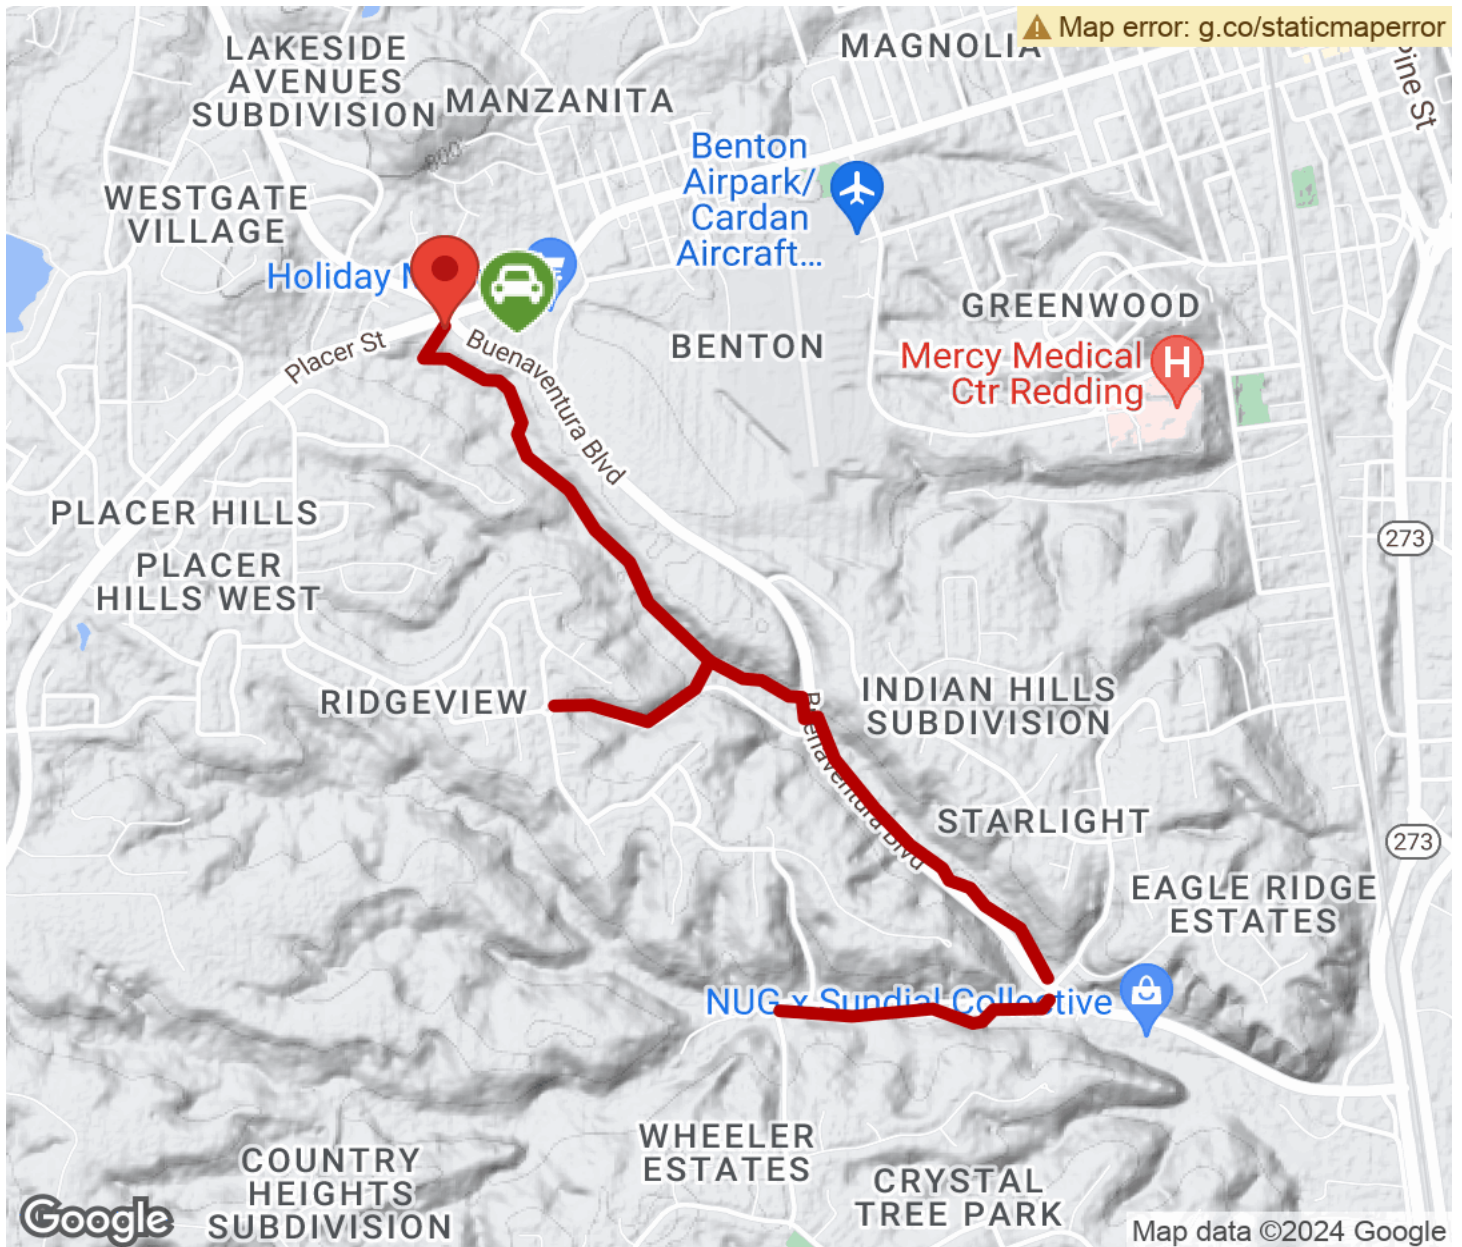 Map error: g.co/staticmaperror
LAKESIDE
AVENUES
SUBDIVISION
MAGNOLIA
Pine St
MANZANITA
800
Benton
Airpark/
Cardan
Aircraft...
WESTGATE
VILLAGE
Holiday
GREENWOOD
Placer St
Buenaventura Blvd
BENTON
Mercy Medical
Ctr Redding
H
PLACER HILLS
273
PLACER
HILLS WEST
RIDGEVIEW
INDIAN HILLS
SUBDIVISION
Buenaventura Blvd
STARLIGHT
273
EAGLE RIDGE
ESTATES
NUG x Sundial Collective
WHEELER
ESTATES
COUNTRY
HEIGHTS
SUBDIVISION
CRYSTAL
TREE PARK
Google
Map data ©2024 Google